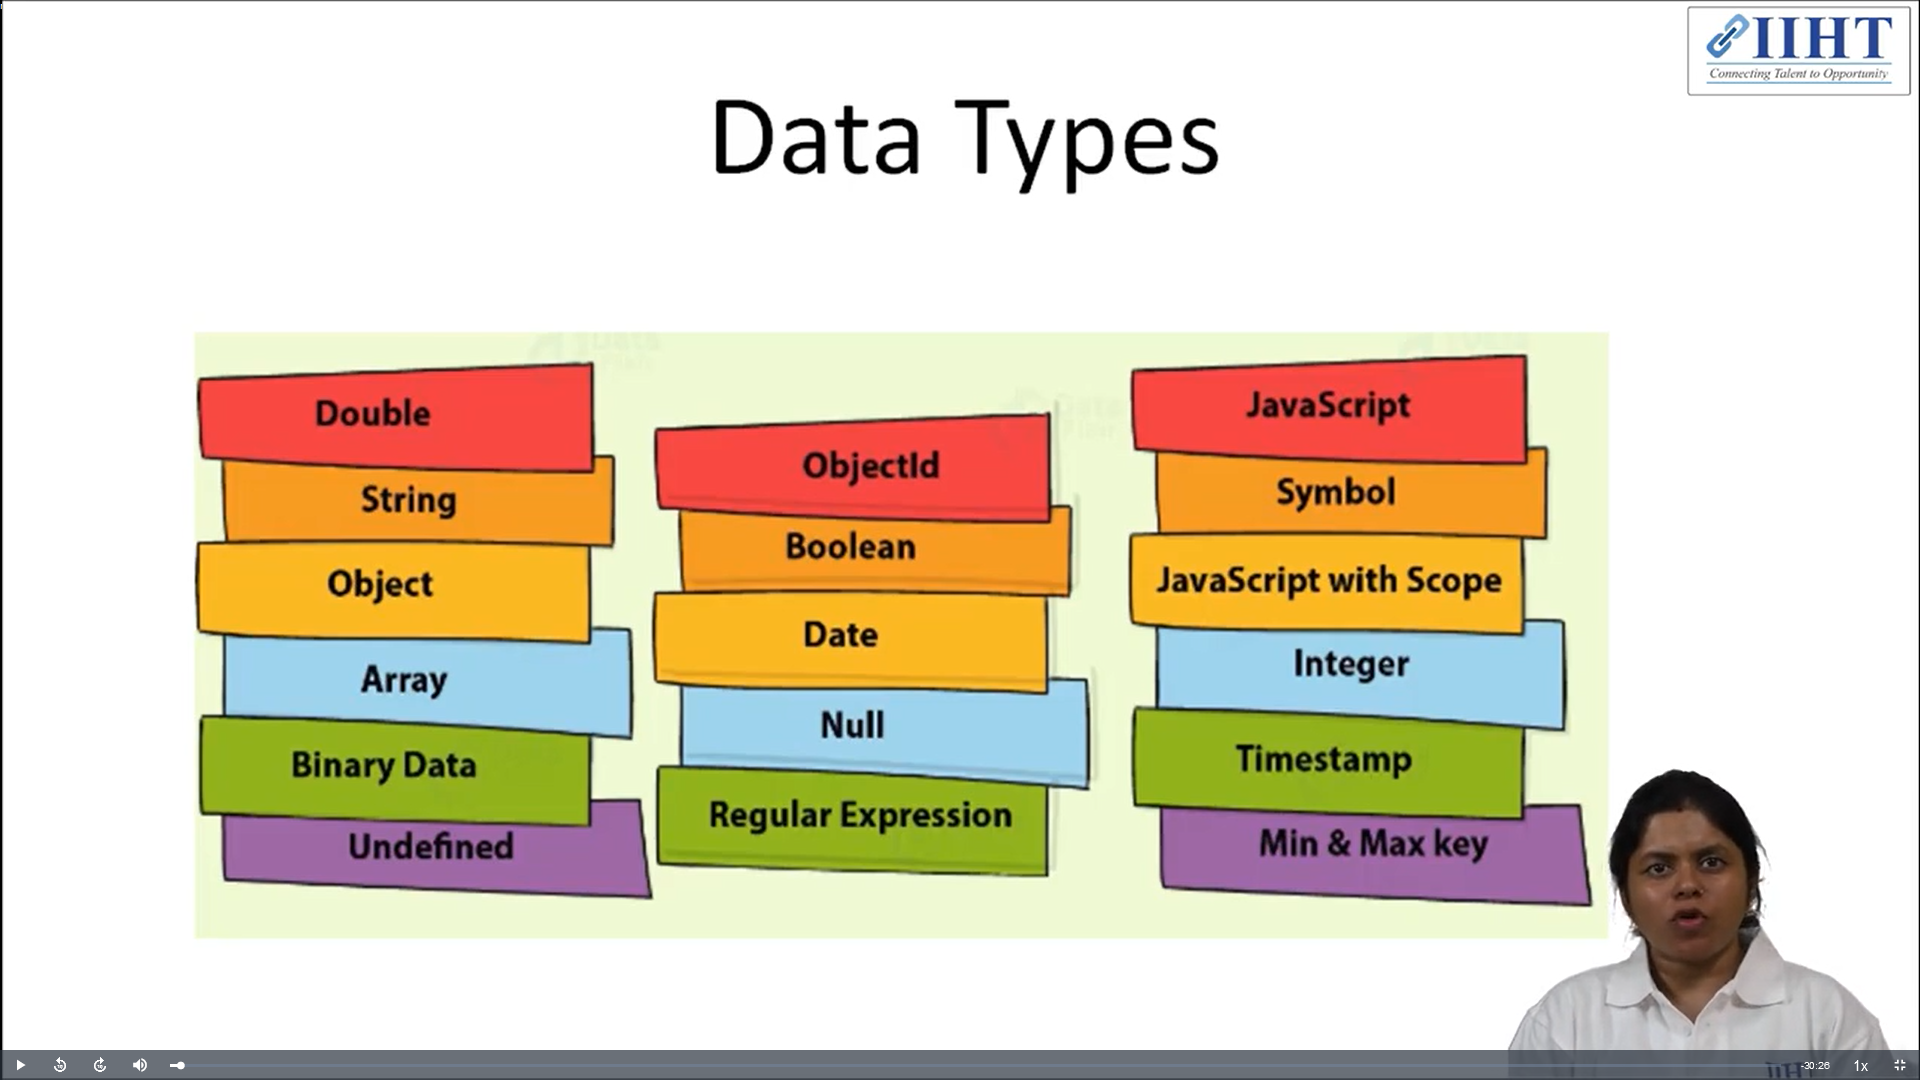 IIHT
Connecting Talent to Opportunity
Data Types
Double
String
Object
Array
Binary Data
Undefined
ObjectId
Boolean
Date
Null
Regular Expression
JavaScript
Symbol
JavaScript with Scope
Integer
Timestamp
Min & Max key
-30:26
1x